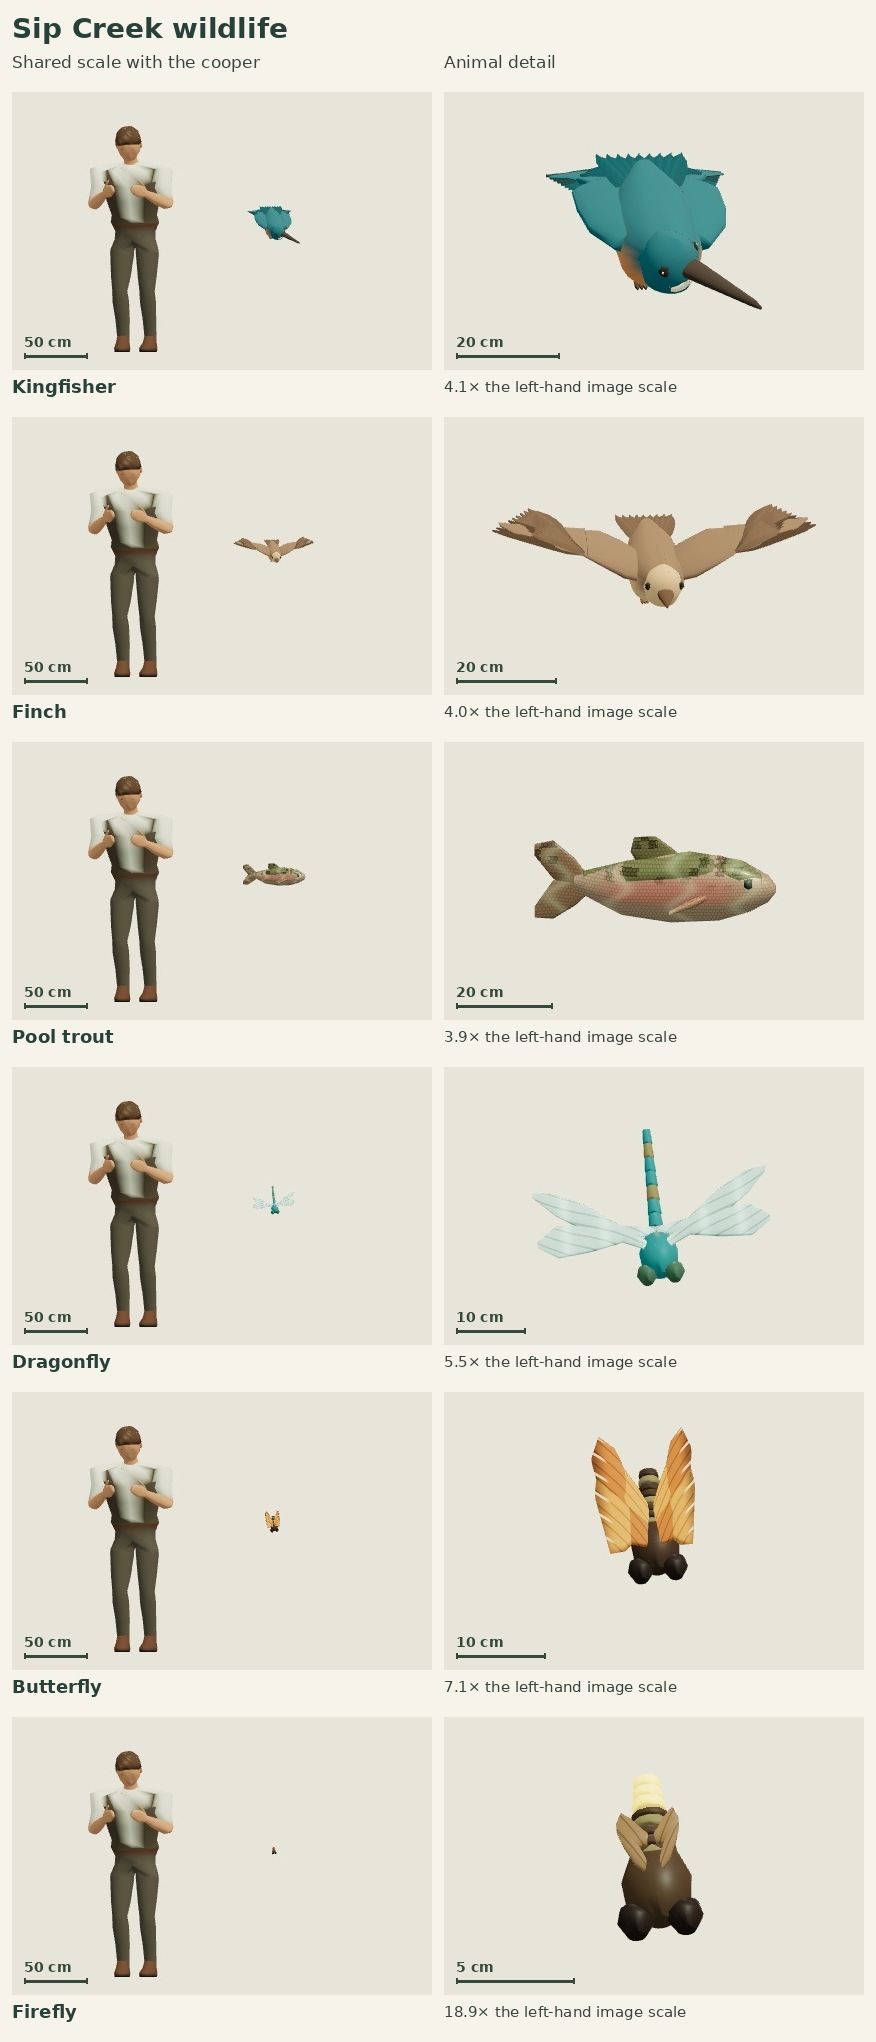 Sip Creek wildlife
Shared scale with the cooper
Animal detail
50 cm
20 cm
Kingfisher
4.1× the left-hand image scale
50 cm
20 cm
Finch
4.0× the left-hand image scale
50 cm
20 cm
Pool trout
3.9× the left-hand image scale
50 cm
10 cm
Dragonfly
5.5× the left-hand image scale
50 cm
10 cm
Butterfly
7.1× the left-hand image scale
50 cm
5 cm
Firefly
18.9× the left-hand image scale